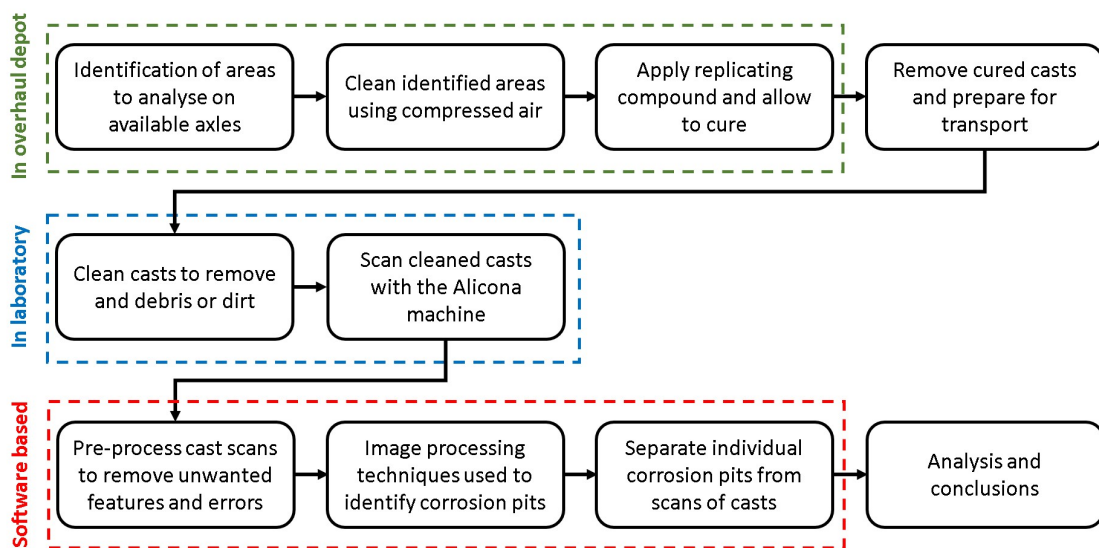 In overhaul depot
Identification of areas
to analyse on
available axles
Clean identified areas
using compressed air
Apply replicating
compound and allow
to cure
Remove cured casts
and prepare for
transport
In laboratory
Clean casts to remove
and debris or dirt
Scan cleaned casts
with the Alicona
machine
Software based
Pre-process cast scans
to remove unwanted
features and errors
Image processing
techniques used to
identify corrosion pits
Separate individual
corrosion pits from
scans of casts
Analysis and
conclusions